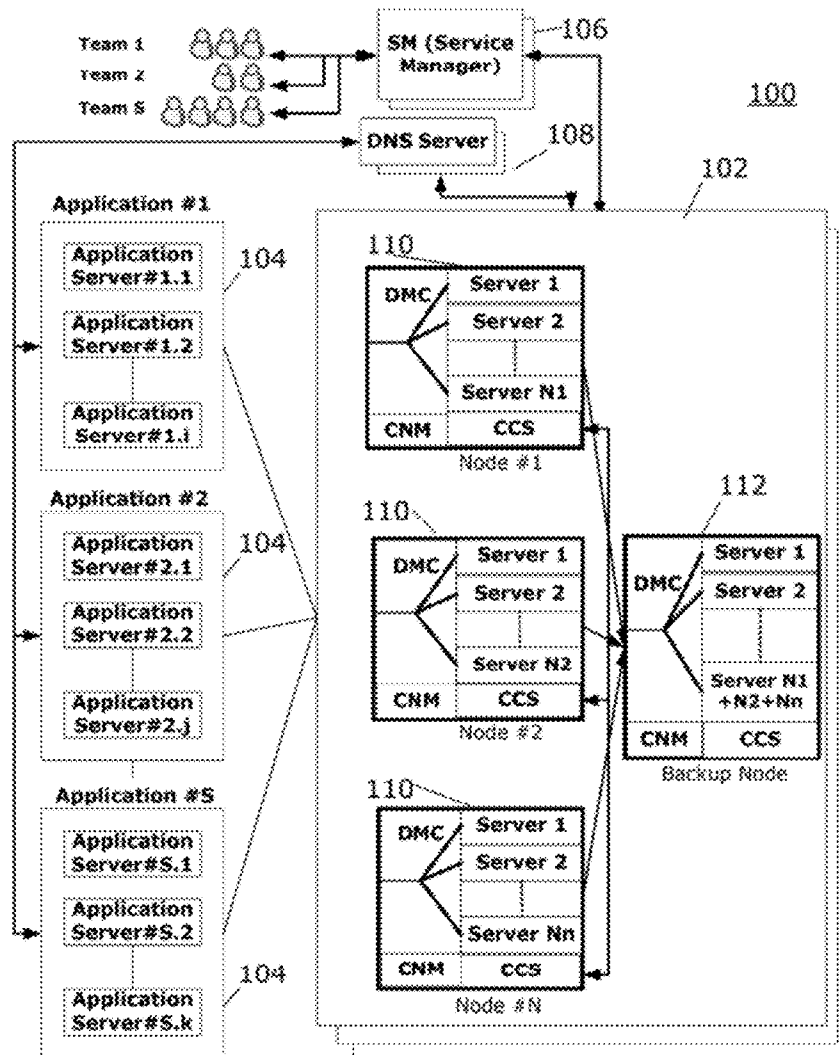 Team 1
Team 2
Team S
SM (Service
Manager)
106
100
DNS Server
108
102
Application #1
Application
Server#1.1
Application
Server#1.2
Application
Server#1.i
104
Application #2
Application
Server#2.1
Application
Server#2.2
Application
Server#2.j
104
Application #S
Application
Server#S.1
Application
Server#S.2
Application
Server#S.k
104
110
DMC
Server 1
Server 2
Server N1
CNM
CCS
Node #1
110
DMC
Server 1
Server 2
Server N2
CNM
CCS
Node #2
110
DMC
Server 1
Server 2
Server Nn
CNM
CCS
Node #N
112
DMC
Server 1
Server 2
Server N1
+N2+Nn
CNM
CCS
Backup Node